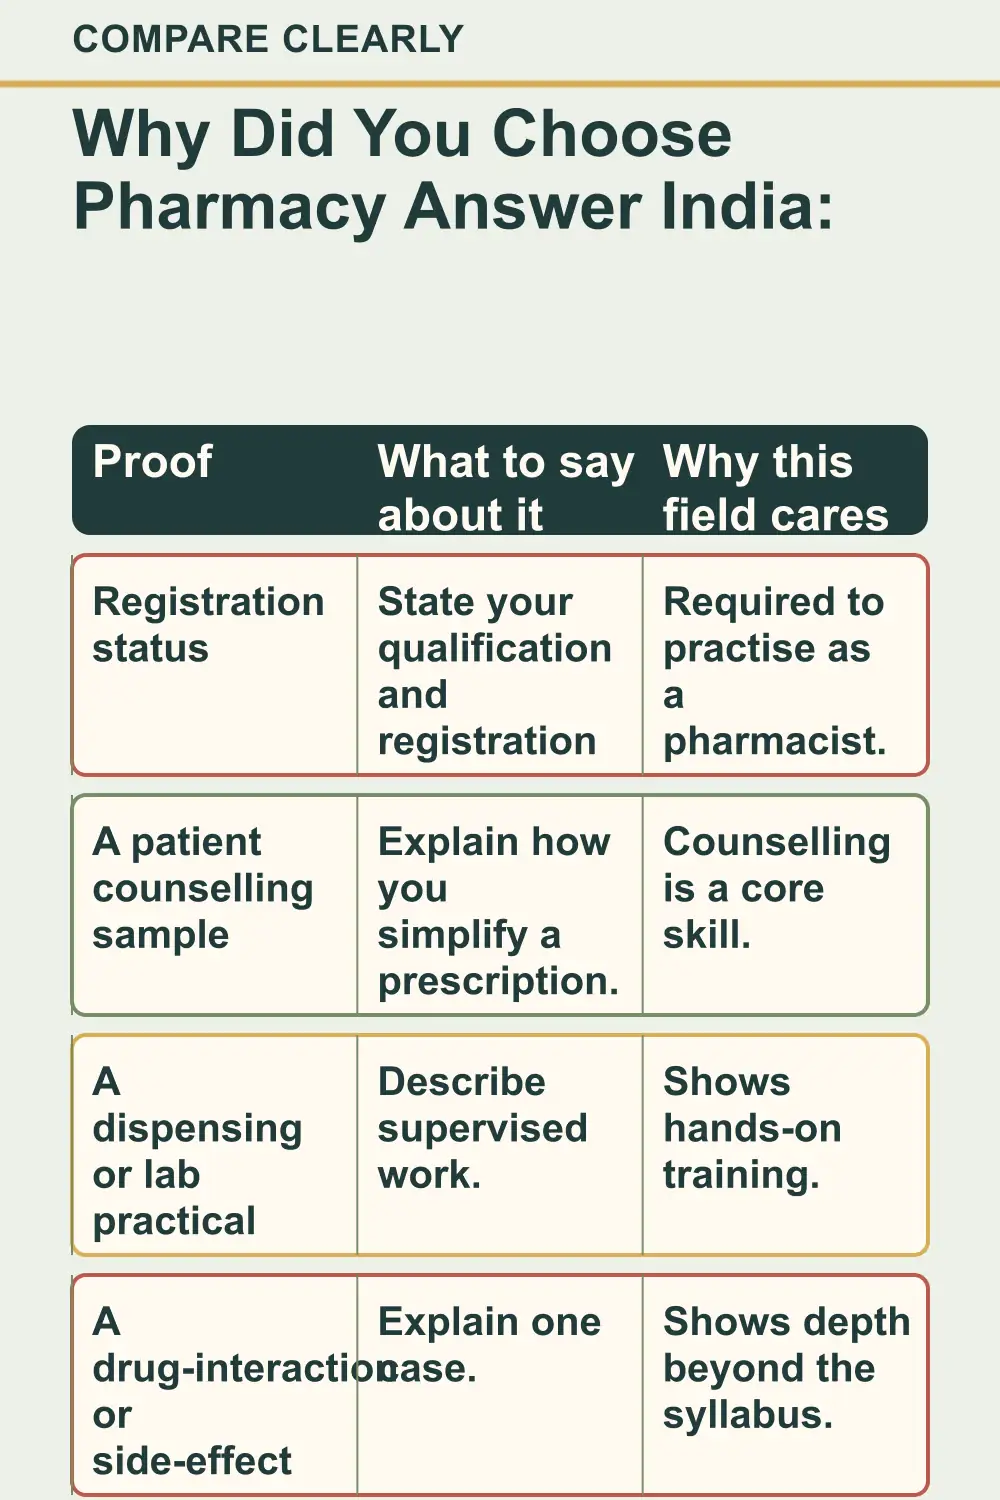 COMPARE CLEARLY
Why Did You Choose
Pharmacy Answer India:
Proof
What to say
about it
Why this
field cares
Registration
status
State your
qualification
and
registration
Required to
practise as
a
pharmacist.
A patient
counselling
sample
Explain how
you
simplify a
prescription.
Counselling
is a core
skill.
A
dispensing
or lab
practical
Describe
supervised
work.
Shows
hands-on
training.
A
drug-interaction
or
side-effect
Explain one
case.
Shows depth
beyond the
syllabus.